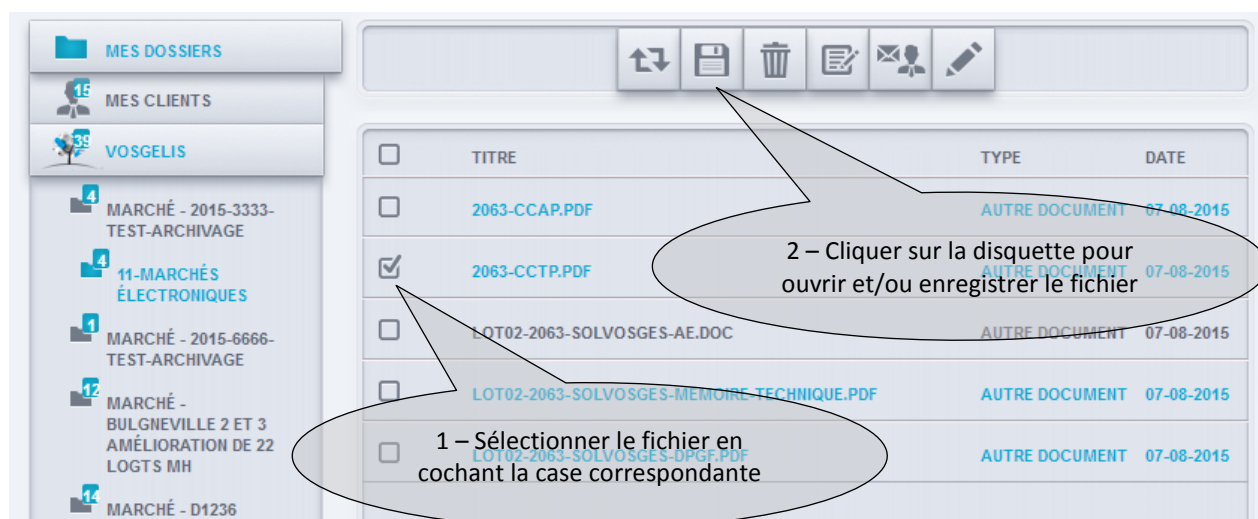 MES DOSSIERS
15
MES CLIENTS
39
VOSGELIS
4
MARCHÉ - 2015-3333-
TEST-ARCHIVAGE
4
11-MARCHÉS
ÉLECTRONIQUES
1
MARCHÉ - 2015-6666-
TEST-ARCHIVAGE
12
MARCHÉ -
BULGNEVILLE 2 ET 3
AMÉLIORATION DE 22
LOGTS MH
14
MARCHÉ - D1236
TITRE TYPE DATE
2063-CCAP.PDF AUTRE DOCUMENT 07-08-2015
2063-CCTP.PDF AUTRE DOCUMENT 07-08-2015
LOT02-2063-SOLVOSGES-AE.DOC AUTRE DOCUMENT 07-08-2015
LOT02-2063-SOLVOSGES-MEMOIRE-TECHNIQUE.PDF AUTRE DOCUMENT 07-08-2015
LOT02-2063-SOLVOSGES-DPGF.PDF AUTRE DOCUMENT 07-08-2015
2 – Cliquer sur la disquette pour
ouvrir et/ou enregistrer le fichier
1 – Sélectionner le fichier en
cochant la case correspondante